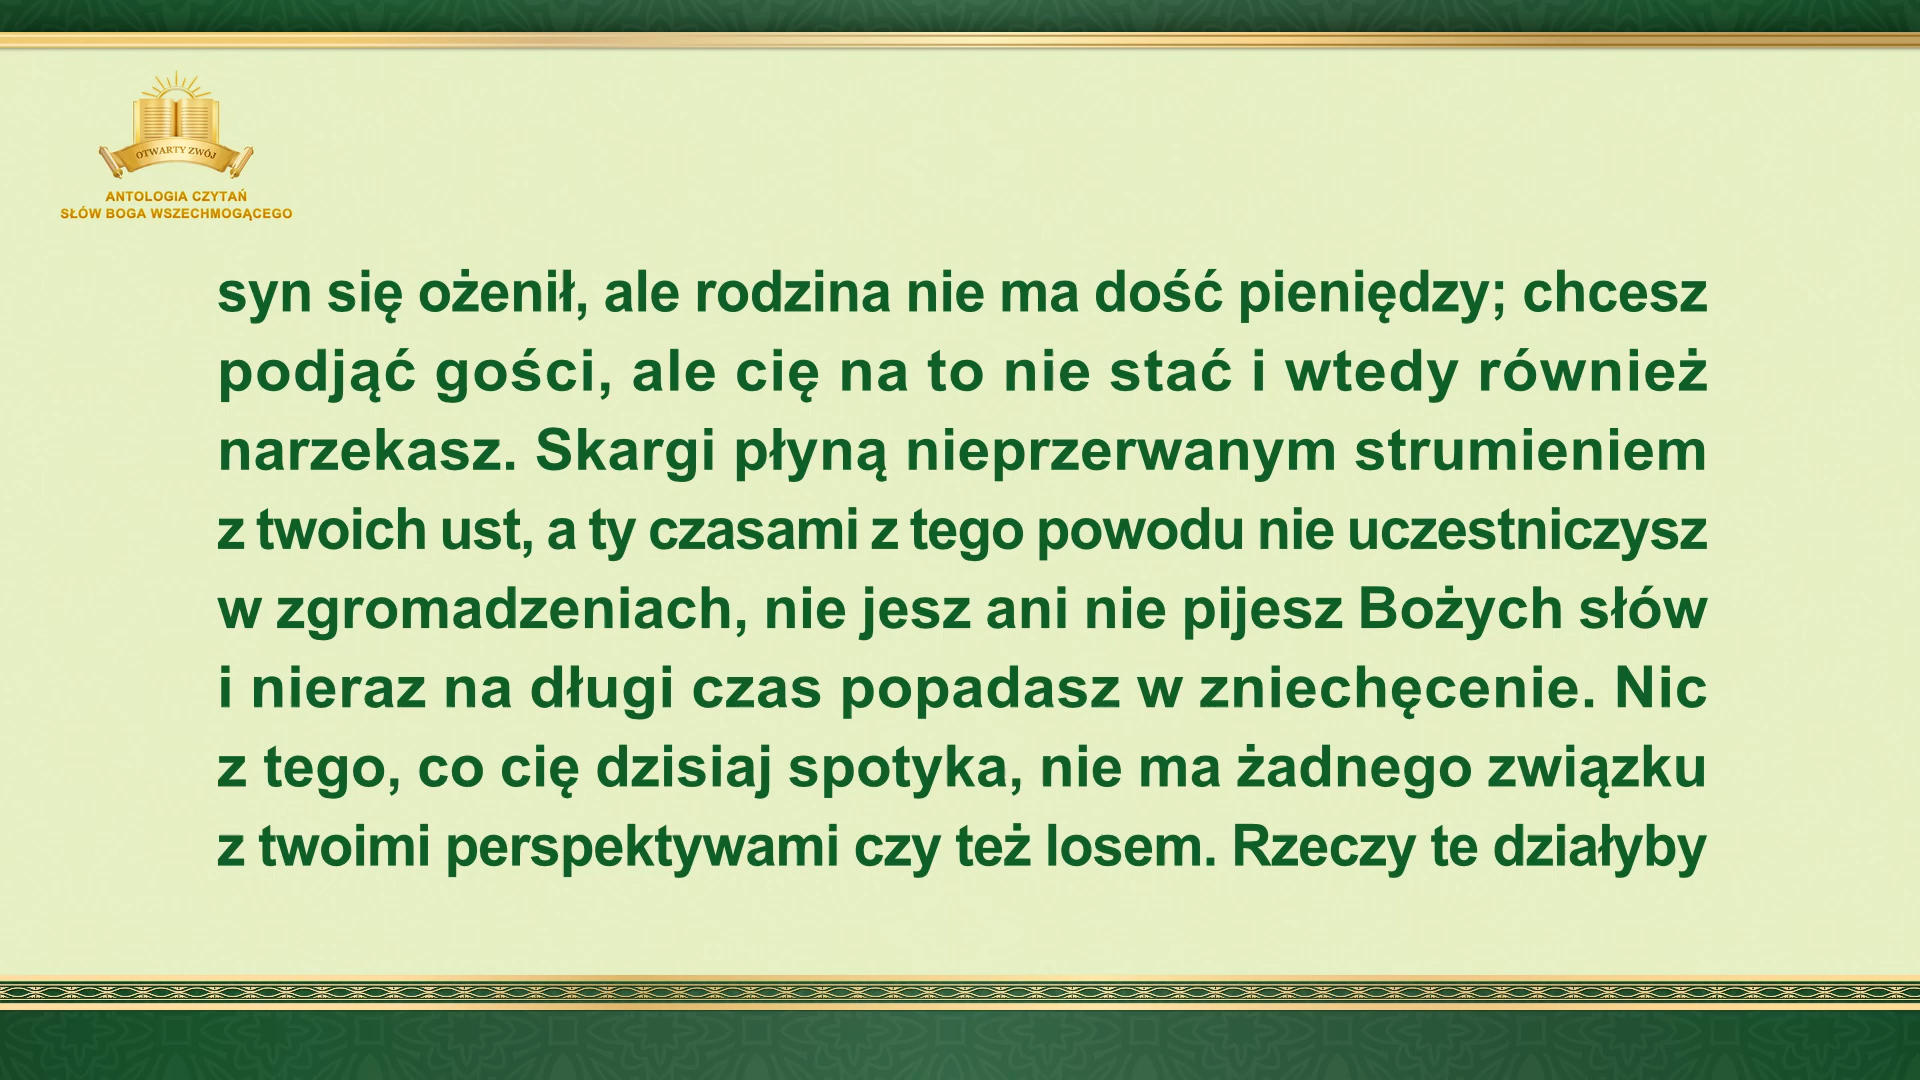 OTWARTY ZWÓJ
ANTOLOGIA CZYTAŃ
SŁÓW BOGA WSZECHMOGĄCEGO
syn się ożenił, ale rodzina nie ma dość pieniędzy; chcesz
podjąć gości, ale cię na to nie stać i wtedy również
narzekasz. Skargi płyną nieprzerwanym strumieniem
z twoich ust, a ty czasami z tego powodu nie uczestniczysz
w zgromadzeniach, nie jesz ani nie pijesz Bożych słów
i nieraz na długi czas popadasz w zniechęcenie. Nic
z tego, co cię dzisiaj spotyka, nie ma żadnego związku
z twoimi perspektywami czy też losem. Rzeczy te działyby